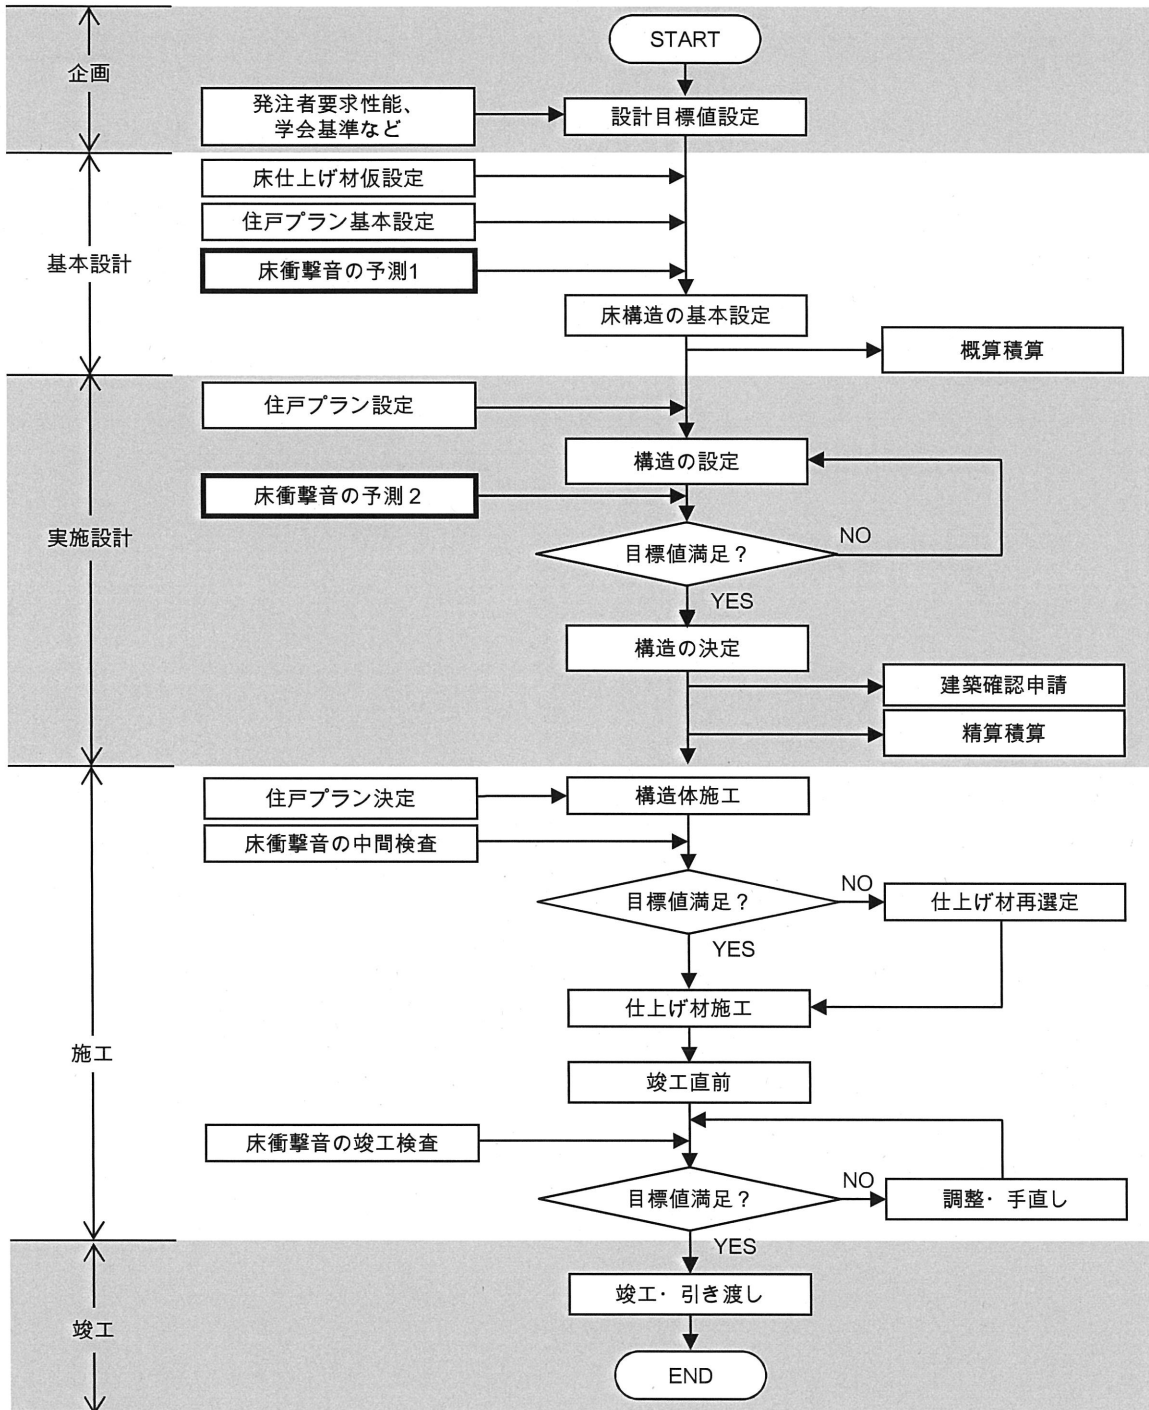 START
企画
発注者要求性能、
学会基準など
設計目標値設定
床仕上げ材仮設定
住戸プラン基本設定
基本設計
床衝撃音の予測1
床構造の基本設定
概算積算
住戸プラン設定
構造の設定
床衝撃音の予測２
実施設計
目標値満足？
NO
YES
構造の決定
建築確認申請
精算積算
住戸プラン決定
構造体施工
床衝撃音の中間検査
目標値満足？
NO
仕上げ材再選定
YES
仕上げ材施工
施工
竣工直前
床衝撃音の竣工検査
目標値満足？
NO
調整・手直し
YES
竣工・引き渡し
竣工
END